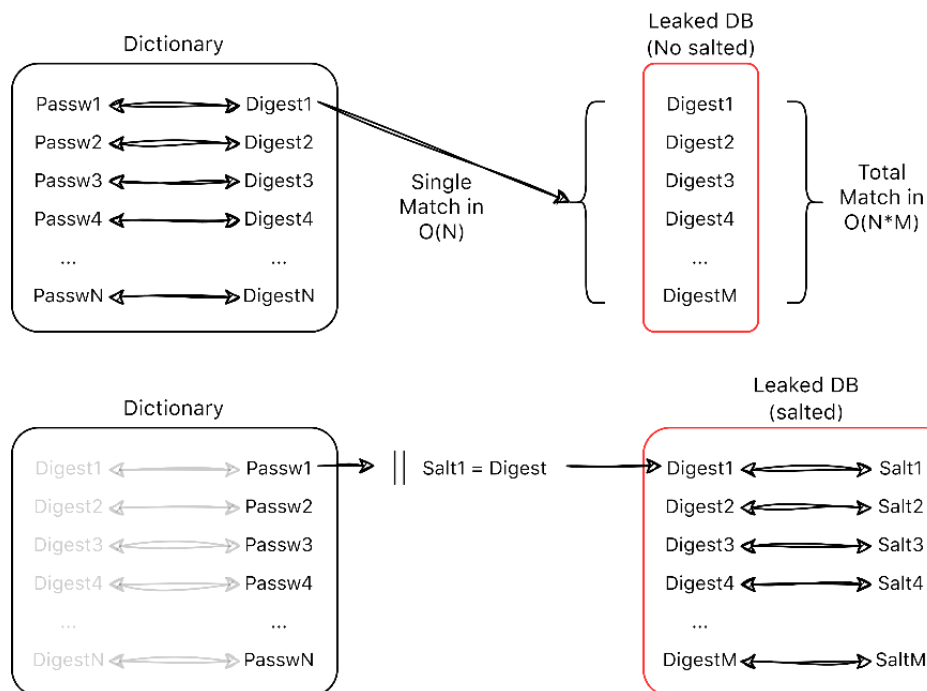 Dictionary
Leaked DB
(No salted)
Passw1 Digest1
Passw2 Digest2
Passw3 Digest3
Passw4 Digest4
... ...
PasswN DigestN
Single
Match in
O(N)
Digest1
Digest2
Digest3
Digest4
...
DigestM
Total
Match in
O(N*M)
Dictionary
Leaked DB
(salted)
Digest1 Passw1
Digest2 Passw2
Digest3 Passw3
Digest4 Passw4
... ...
DigestN PasswN
|| Salt1 = Digest
Digest1 Salt1
Digest2 Salt2
Digest3 Salt3
Digest4 Salt4
...
DigestM SaltM